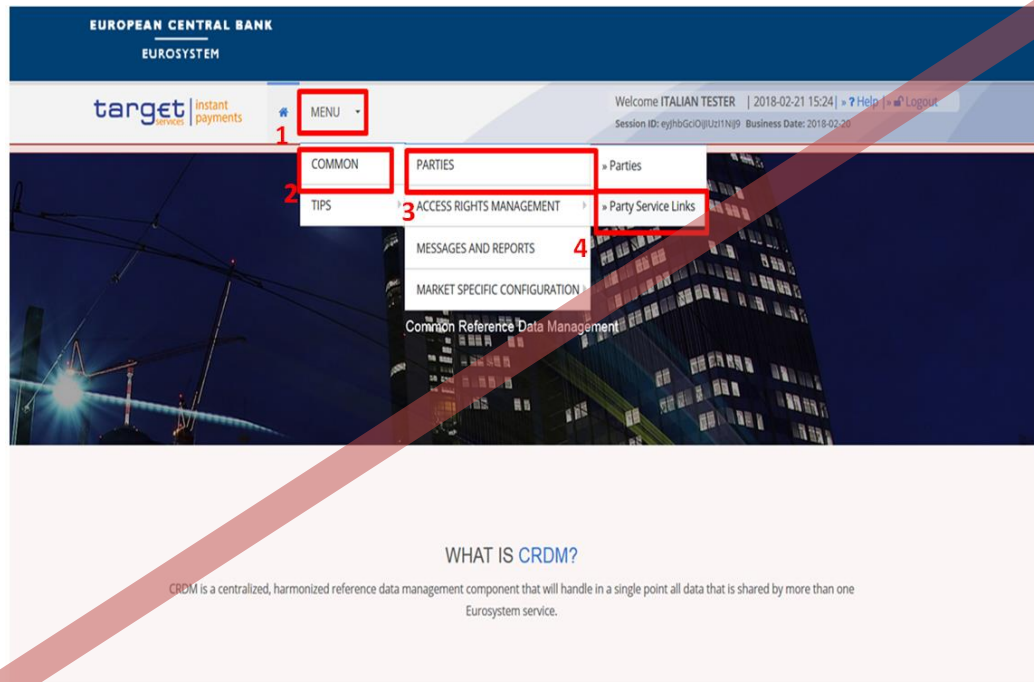 EUROPEAN CENTRAL BANK
EUROSYSTEM
target services | instant payments
MENU
Welcome ITALIAN TESTER | 2018-02-21 15:24 | » ? Help | » Logout
Business Date: 2018-02-20
Session ID:
1
COMMON
PARTIES
» Parties
2
TIPS
3
ACCESS RIGHTS MANAGEMENT
» Party Service Links
MESSAGES AND REPORTS
4
MARKET SPECIFIC CONFIGURATION
Common Reference Data Management
WHAT IS CRDM?
CRDM is a centralized, harmonized reference data management component that will handle in a single point all data that is shared by more than one
Eurosystem service.